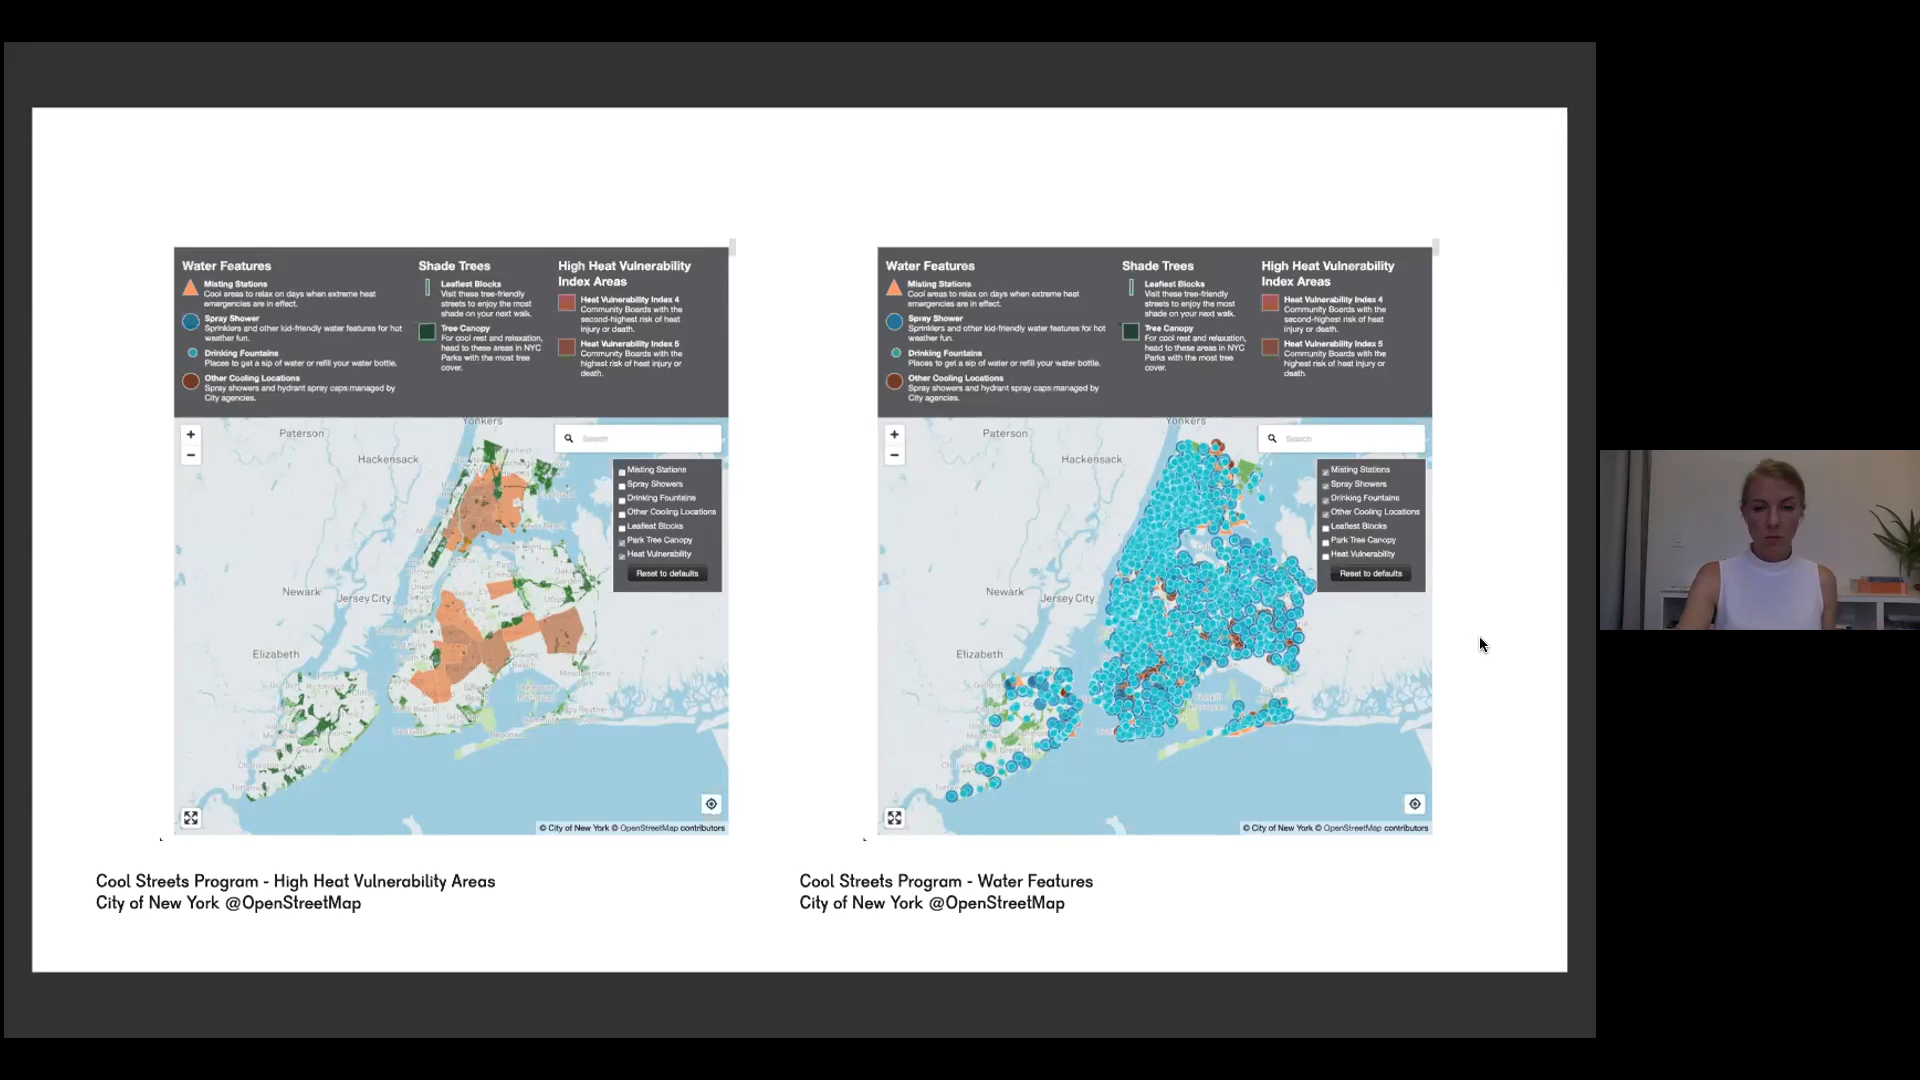 Water Features
Misting Stations
Cool areas to relax on days when extreme heat
emergencies are in effect.
Spray Shower
Sprinklers and other kid-friendly water features for hot
weather fun.
Drinking Fountains
Places to get a sip of water or refill your water bottle.
Other Cooling Locations
Spray showers and hydrant spray caps managed by
City agencies.
Shade Trees
Leafiest Blocks
Visit these tree-friendly
streets to enjoy the most
shade on your next walk.
Tree Canopy
For cool rest and relaxation,
head to these areas in NYC
Parks with the most tree
cover.
High Heat Vulnerability
Index Areas
Heat Vulnerability Index 4
Community Boards with the
second-highest risk of heat
injury or death.
Heat Vulnerability Index 5
Community Boards with the
highest risk of heat injury or
death.
Yonkers
Paterson
Hackensack
Newark
Jersey City
Elizabeth
Search
Misting Stations
Spray Showers
Drinking Fountains
Other Cooling Locations
Leafiest Blocks
Park Tree Canopy
Heat Vulnerability
Reset to defaults
© City of New York © OpenStreetMap contributors
Cool Streets Program - High Heat Vulnerability Areas
City of New York @OpenStreetMap
Water Features
Misting Stations
Cool areas to relax on days when extreme heat
emergencies are in effect.
Spray Shower
Sprinklers and other kid-friendly water features for hot
weather fun.
Drinking Fountains
Places to get a sip of water or refill your water bottle.
Other Cooling Locations
Spray showers and hydrant spray caps managed by
City agencies.
Shade Trees
Leafiest Blocks
Visit these tree-friendly
streets to enjoy the most
shade on your next walk.
Tree Canopy
For cool rest and relaxation,
head to these areas in NYC
Parks with the most tree
cover.
High Heat Vulnerability
Index Areas
Heat Vulnerability Index 4
Community Boards with the
second-highest risk of heat
injury or death.
Heat Vulnerability Index 5
Community Boards with the
highest risk of heat injury or
death.
Yonkers
Paterson
Hackensack
Newark
Jersey City
Elizabeth
Search
Misting Stations
Spray Showers
Drinking Fountains
Other Cooling Locations
Leafiest Blocks
Park Tree Canopy
Heat Vulnerability
Reset to defaults
© City of New York © OpenStreetMap contributors
Cool Streets Program - Water Features
City of New York @OpenStreetMap